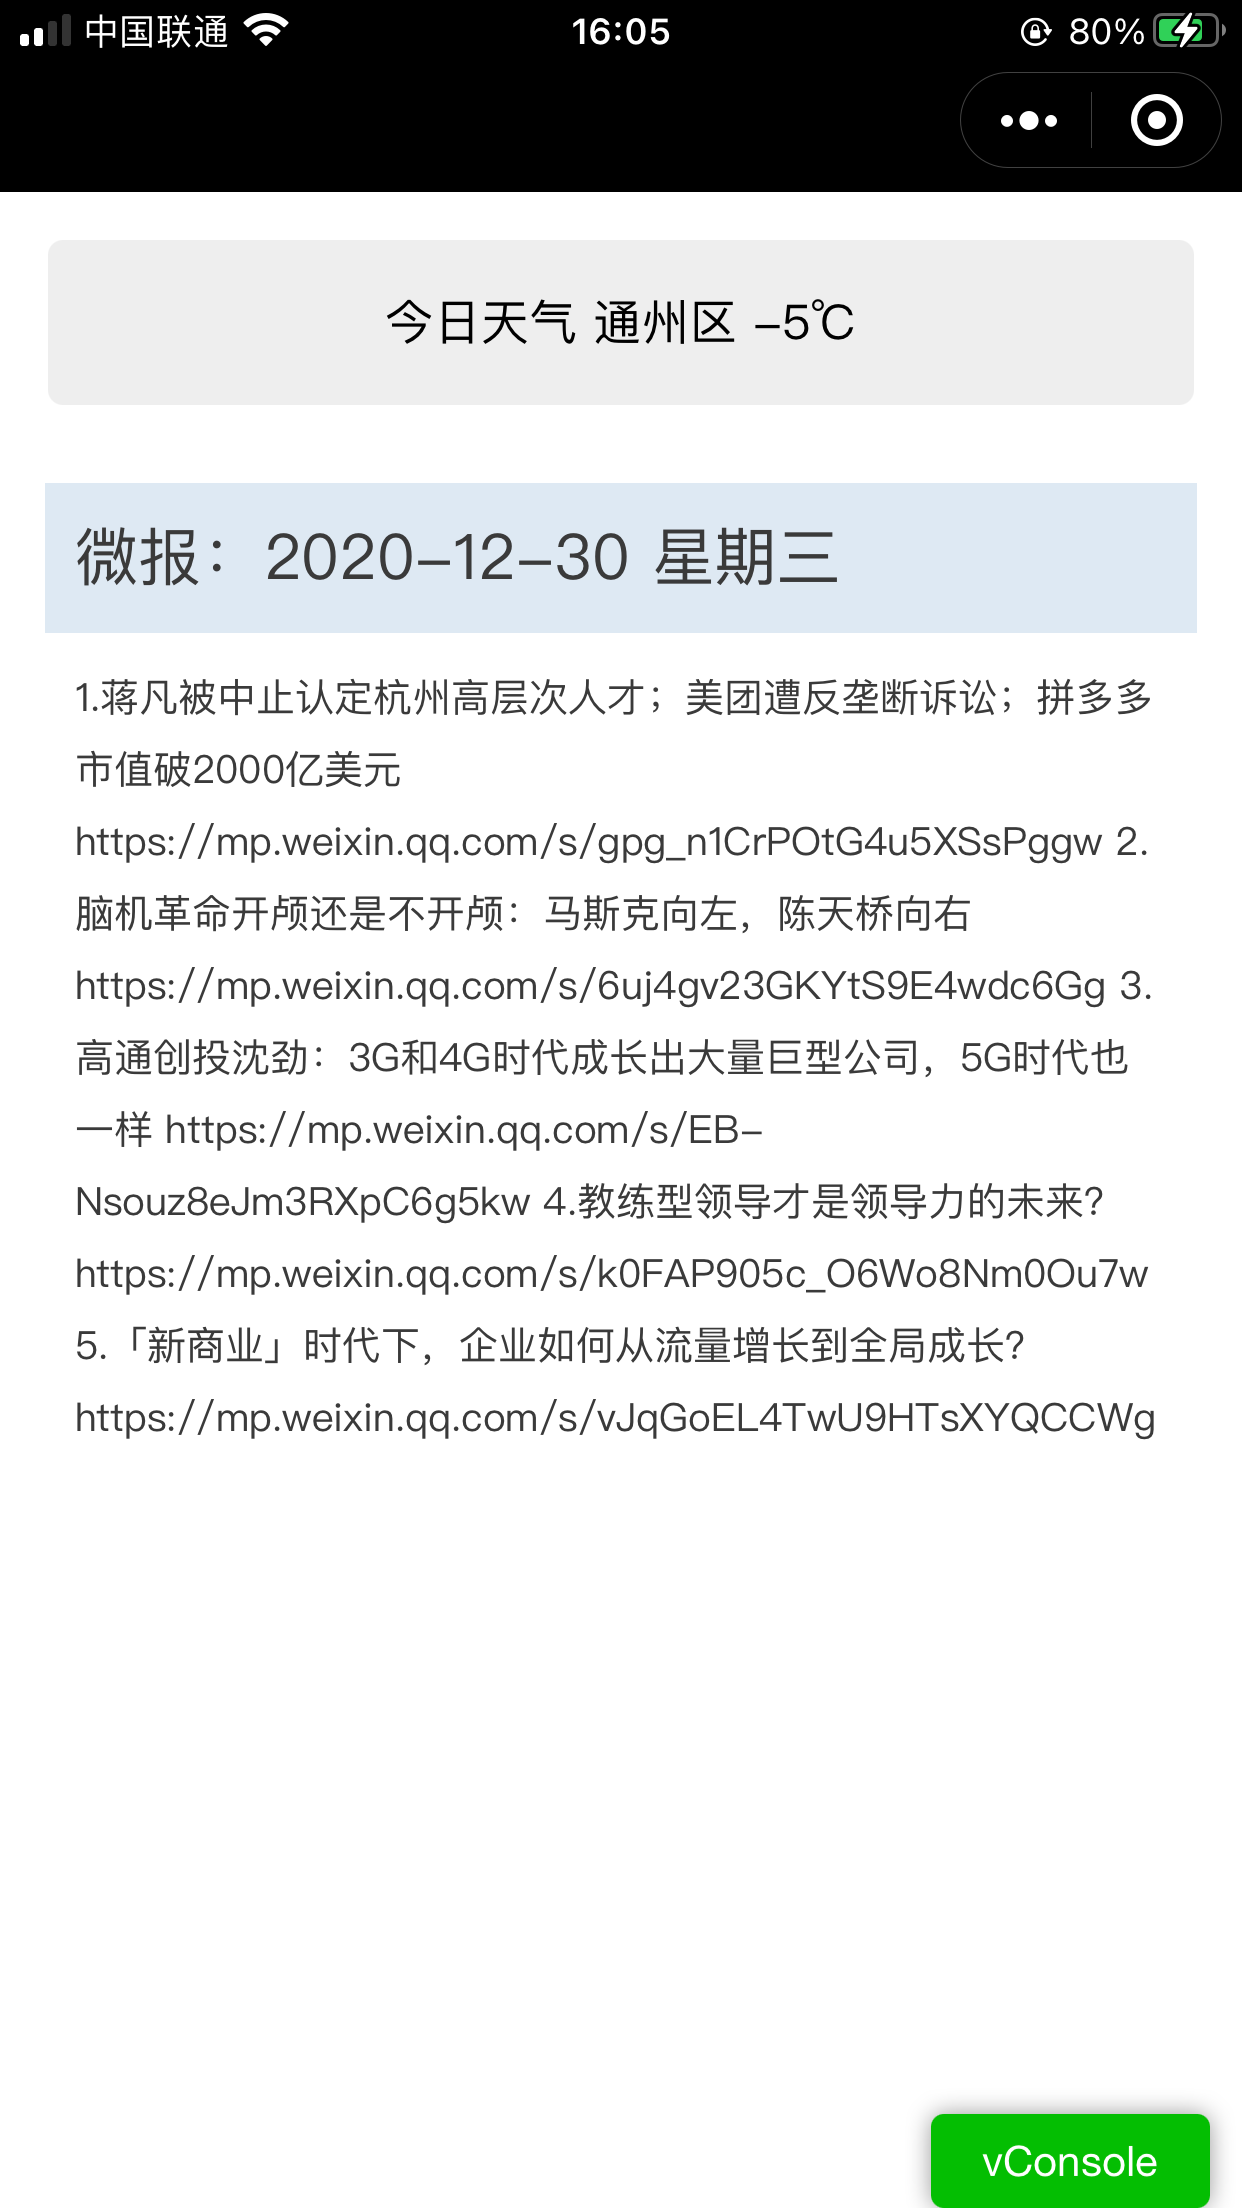 中国联通
16:05
80%
今日天气 通州区 -5℃
微报：2020-12-30 星期三
1.蒋凡被中止认定杭州高层次人才；美团遭反垄断诉讼；拼多多
市值破2000亿美元
https://mp.weixin.qq.com/s/gpg_n1CrPOtG4u5XSsPggw 2.
脑机革命开颅还是不开颅：马斯克向左，陈天桥向右
https://mp.weixin.qq.com/s/6uj4gv23GKYtS9E4wdc6Gg 3.
高通创投沈劲：3G和4G时代成长出大量巨型公司，5G时代也
一样 https://mp.weixin.qq.com/s/EB-
Nsouz8eJm3RXpC6g5kw 4.教练型领导才是领导力的未来？
https://mp.weixin.qq.com/s/k0FAP905c_O6Wo8Nm0Ou7w
5.「新商业」时代下，企业如何从流量增长到全局成长？
https://mp.weixin.qq.com/s/vJqGoEL4TwU9HTsXYQCCWg
vConsole